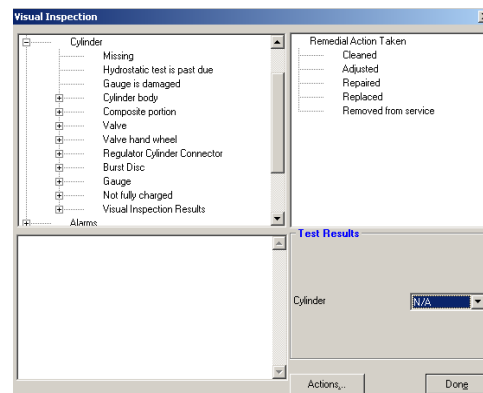 Visual Inspection
Cylinder
Missing
Hydrostatic test is past due
Gauge is damaged
Cylinder body
Composite portion
Valve
Valve hand wheel
Regulator Cylinder Connector
Burst Disc
Gauge
Not fully charged
Visual Inspection Results
Alarms
Remedial Action Taken
Cleaned
Adjusted
Repaired
Replaced
Removed from service
Test Results
Cylinder
N/A
Actions,..
Done